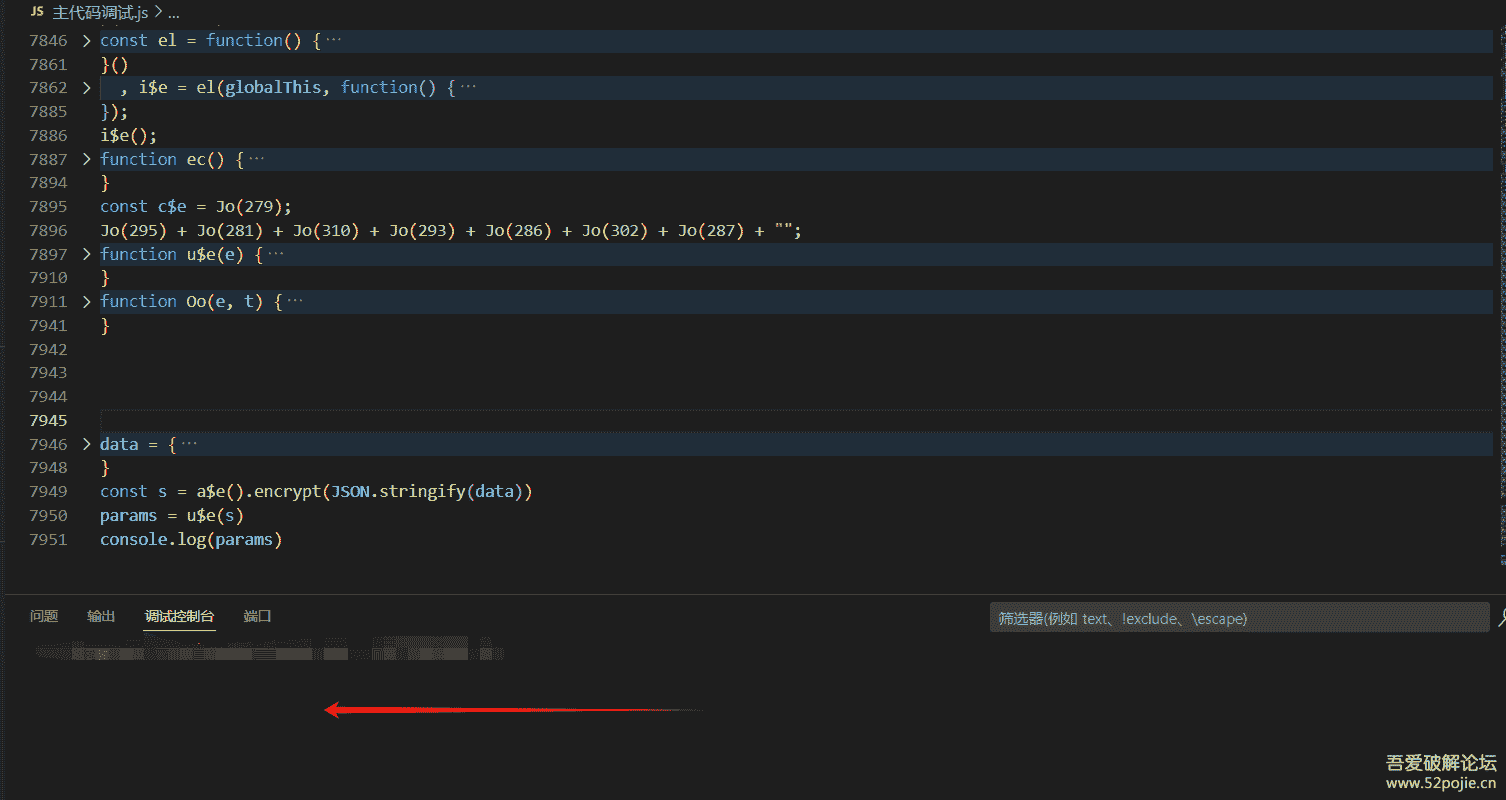 JS 主代码调试.js > ...
7846 > const el = function() {···
7861 }()
7862 > , i$e = el(globalThis, function() {···
7885 });
7886 i$e();
7887 > function ec() {···
7894 }
7895 const c$e = Jo(279);
7896 Jo(295) + Jo(281) + Jo(310) + Jo(293) + Jo(286) + Jo(302) + Jo(287) + "";
7897 > function u$e(e) {···
7910 }
7911 > function Oo(e, t) {···
7941 }
7942
7943
7944
7945
7946 > data = {···
7948 }
7949 const s = a$e().encrypt(JSON.stringify(data))
7950 params = u$e(s)
7951 console.log(params)
问题 输出 调试控制台 端口 筛选器(例如 text、!exclude、\escape)
吾爱破解论坛
www.52pojie.cn